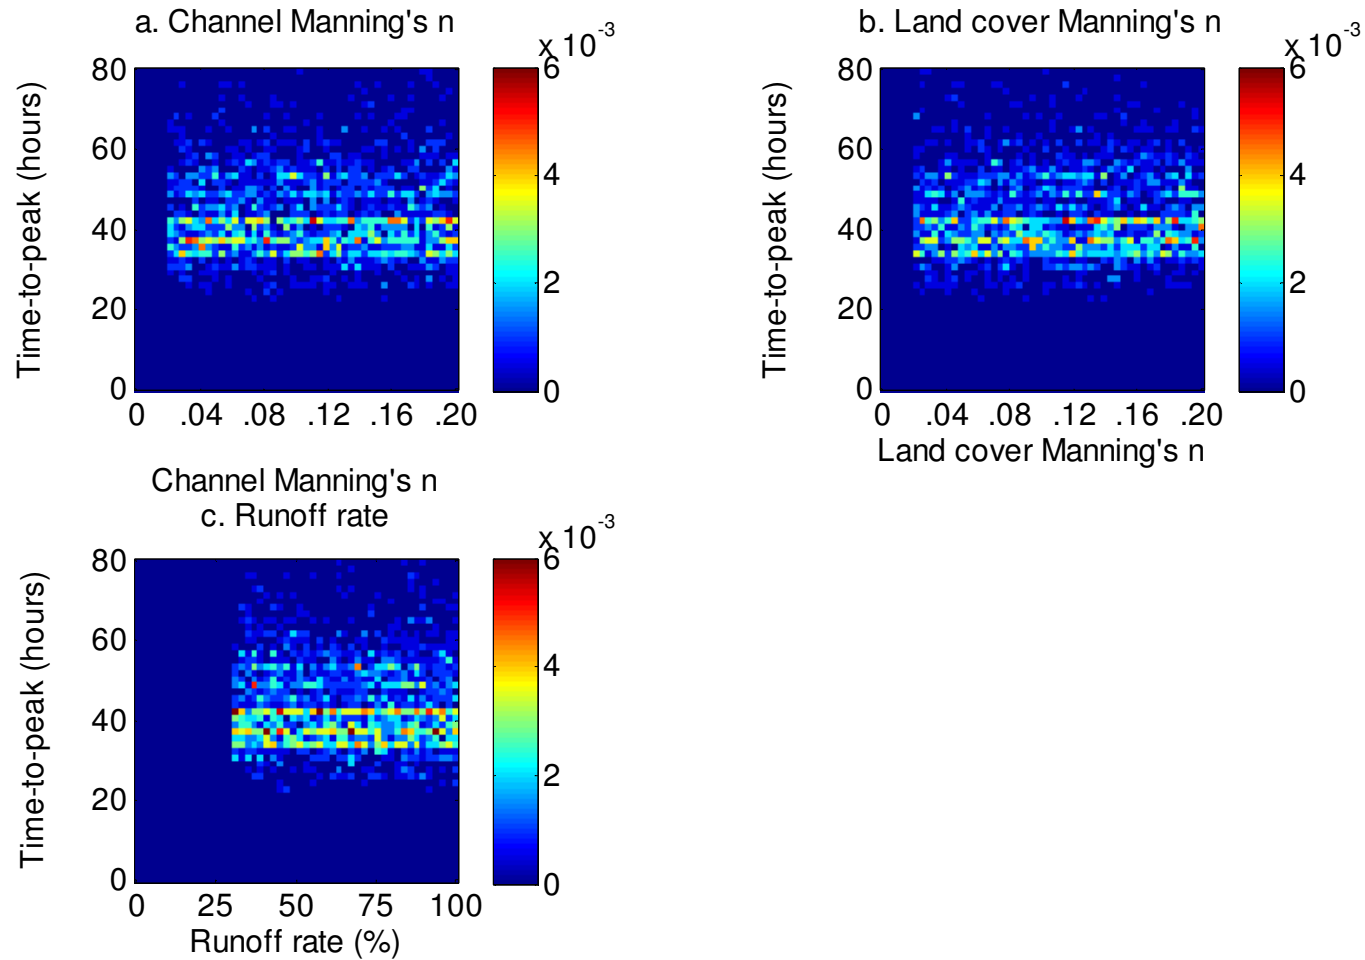 a. Channel Manning's n
x 10-3
Time-to-peak (hours)
80
60
40
20
0
0 .04 .08 .12 .16 .20
6
4
2
0
Channel Manning's n
b. Land cover Manning's n
x 10-3
Time-to-peak (hours)
80
60
40
20
0
0 .04 .08 .12 .16 .20
6
4
2
0
Land cover Manning's n
c. Runoff rate
x 10-3
Time-to-peak (hours)
80
60
40
20
0
0 25 50 75 100
6
4
2
0
Runoff rate (%)